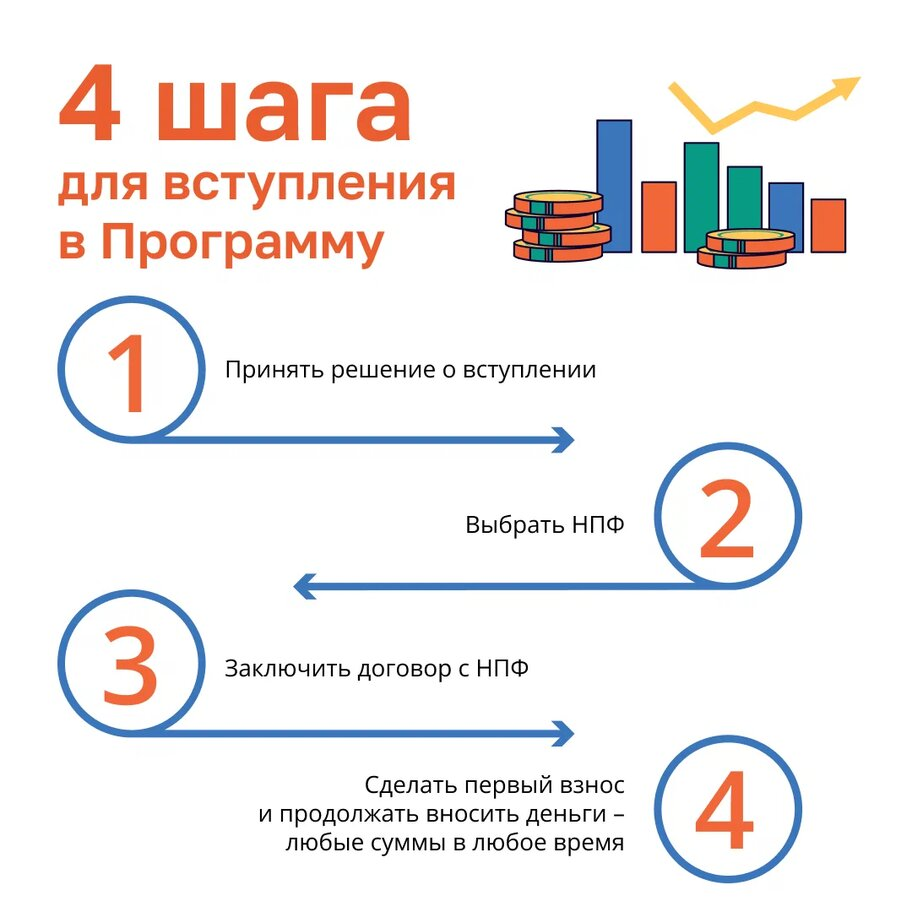 4 шага
для вступления
в Программу
1
Принять решение о вступлении
2
Выбрать НПФ
3
Заключить договор с НПФ
4
Сделать первый взнос
и продолжать вносить деньги –
любые суммы в любое время